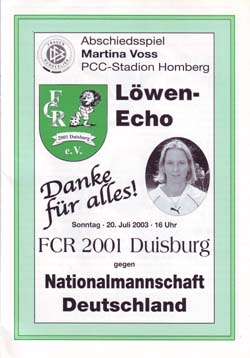 Abschiedsspiel
Martina Voss
PCC-Stadion Homberg
FCR
2001 Duisburg
e.V.
Löwen-
Echo
Danke
für alles!
Sonntag · 20. Juli 2003 · 16 Uhr
FCR 2001 Duisburg
gegen
Nationalmannschaft
Deutschland